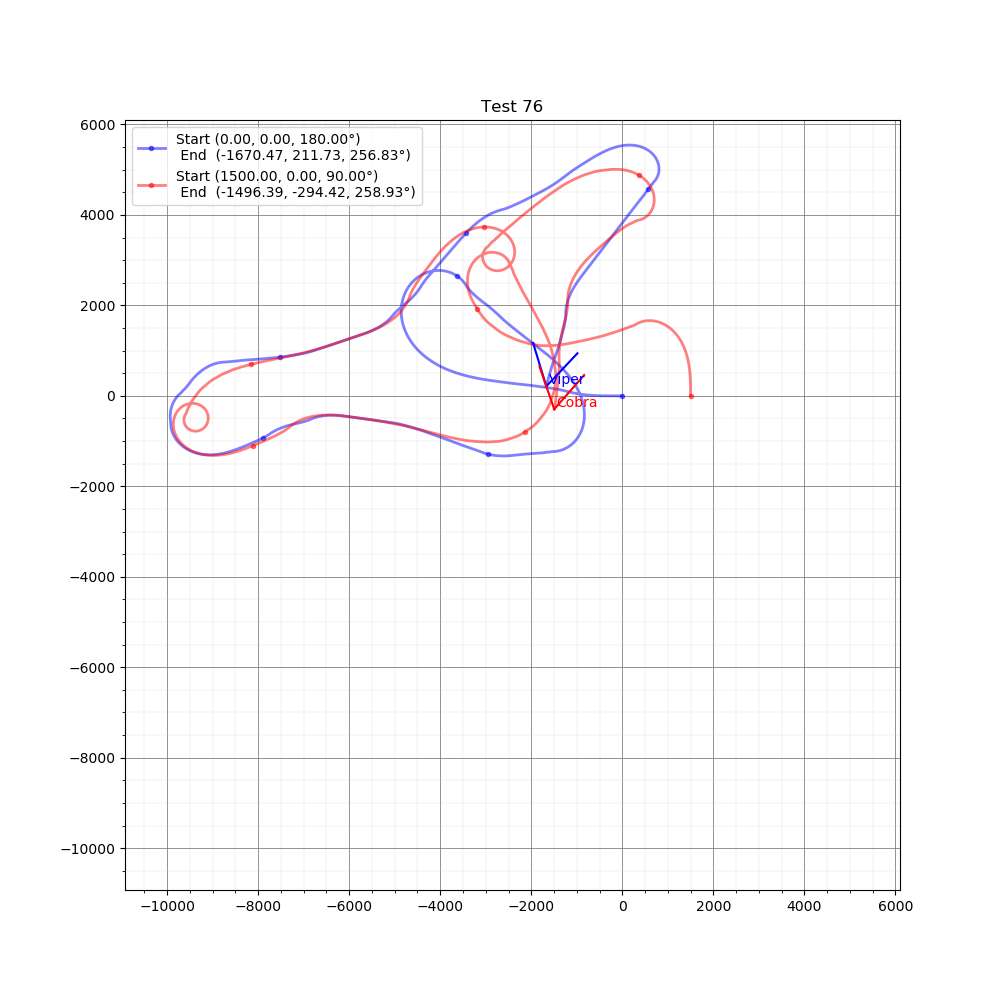 Test 76
Start (0.00, 0.00, 180.00°)
End  (-1670.47, 211.73, 256.83°)
Start (1500.00, 0.00, 90.00°)
End  (-1496.39, -294.42, 258.93°)
6000
4000
2000
0
−2000
−4000
−6000
−8000
−10000
Viper
Cobra
−10000 −8000 −6000 −4000 −2000 0 2000 4000 6000